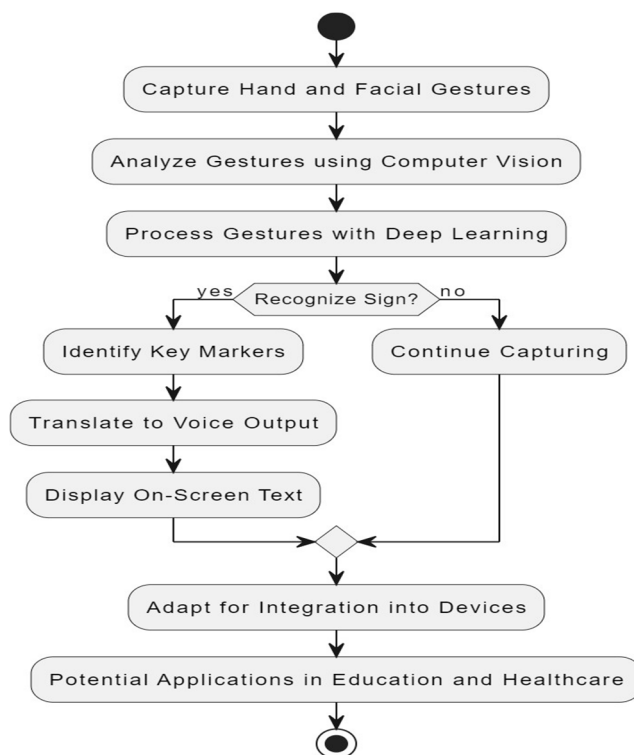 Capture Hand and Facial Gestures
Analyze Gestures using Computer Vision
Process Gestures with Deep Learning
yes
Recognize Sign?
no
Identify Key Markers
Continue Capturing
Translate to Voice Output
Display On-Screen Text
Adapt for Integration into Devices
Potential Applications in Education and Healthcare